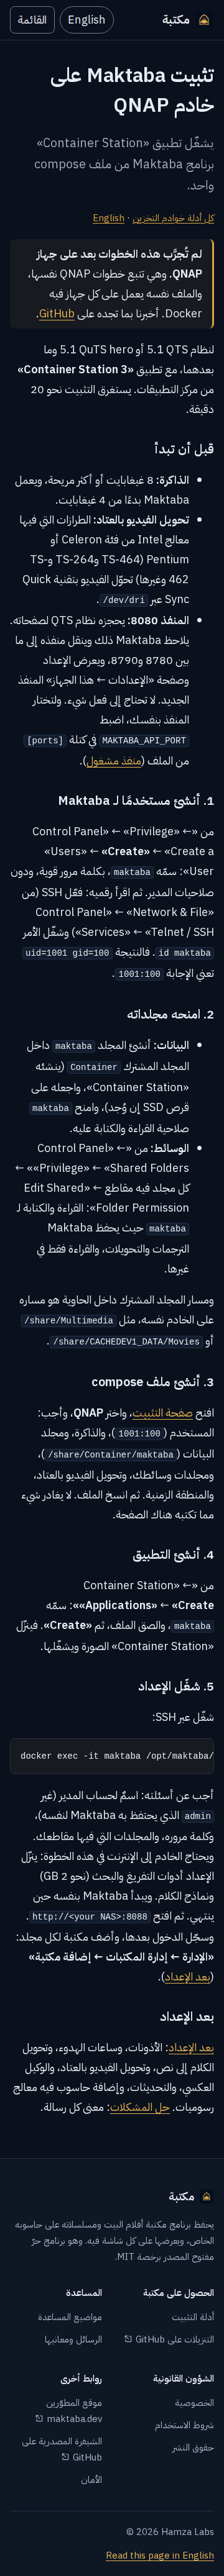 مكتبة
English
القائمة
تثبيت Maktaba على
خادم QNAP
يشغّل تطبيق «Container Station»
برنامج Maktaba من ملف compose
واحد.
كل أدلة خوادم التخزين · English
لم تُجرَّب هذه الخطوات بعد على جهاز
QNAP. وهي تتبع خطوات QNAP نفسها،
والملف نفسه يعمل على كل جهاز فيه
Docker. أخبرنا بما تجده على GitHub.
لنظام QTS 5.1 أو QuTS hero 5.1 وما
بعدهما، مع تطبيق «Container Station 3»
من مركز التطبيقات. يستغرق التثبيت نحو 20
دقيقة.
قبل أن تبدأ
الذاكرة: 8 غيغابايت أو أكثر مريحة، ويعمل
Maktaba بدءًا من 4 غيغابايت.
تحويل الفيديو بالعتاد: الطرازات التي فيها
معالج Intel من فئة Celeron أو
Pentium (TS-464 وTS-264 وTS-
462 وغيرها) تحوّل الفيديو بتقنية Quick
Sync عبر /dev/dri.
المنفذ 8080: يحجزه نظام QTS لصفحاته.
يلاحظ Maktaba ذلك وينقل منفذه إلى ما
بين 8780 و8790، ويعرض الإعداد
وصفحة «الإعدادات ← هذا الجهاز» المنفذ
الجديد. لا تحتاج إلى فعل شيء. ولتختار
المنفذ بنفسك، اضبط
MAKTABA_API_PORT في كتلة [ports]
من الملف (منفذ مشغول).
1. أنشئ مستخدمًا لـ Maktaba
من «Control Panel» ← «Privilege» ←
«Users» ← «Create» ← «Create a
User»: سمّه maktaba، بكلمة مرور قوية، ودون
صلاحيات المدير. ثم اقرأ رقميه: فعّل SSH (من
«Control Panel» ← «Network & File
Services» ← «Telnet / SSH») وشغّل الأمر
id maktaba. فالنتيجة uid=1001 gid=100
تعني الإجابة 1001:100.
2. امنحه مجلداته
البيانات: أنشئ المجلد maktaba داخل
المجلد المشترك Container (ينشئه
«Container Station»، واجعله على
قرص SSD إن وُجد)، وامنح maktaba
صلاحية القراءة والكتابة عليه.
الوسائط: من «Control Panel» ←
«Privilege» ← «Shared Folders» ←
كل مجلد فيه مقاطع ← «Edit Shared
Folder Permission»: القراءة والكتابة لـ
maktaba حيث يحفظ Maktaba
الترجمات والتحويلات، والقراءة فقط في
غيرها.
ومسار المجلد المشترك داخل الحاوية هو مساره
على الخادم نفسه، مثل /share/Multimedia
أو /share/CACHEDEV1_DATA/Movies.
3. أنشئ ملف compose
افتح صفحة التثبيت، واختر QNAP، وأجب:
المستخدم (1001:100)، والذاكرة، ومجلد
البيانات (/share/Container/maktaba)،
ومجلدات وسائطك، وتحويل الفيديو بالعتاد،
والمنطقة الزمنية. ثم انسخ الملف. لا يغادر شيء
مما تكتبه هناك الصفحة.
4. أنشئ التطبيق
من «Container Station» ←
«Applications» ← «Create»: سمّه
maktaba، والصق الملف، ثم «Create». فينزّل
«Container Station» الصورة ويشغّلها.
5. شغّل الإعداد
شغّل عبر SSH:
docker exec -it maktaba /opt/maktaba/
أجب عن أسئلته: اسمٌ لحساب المدير (غير
admin الذي يحتفظ به Maktaba لنفسه)،
وكلمة مروره، والمجلدات التي فيها مقاطعك.
ويحتاج الخادم إلى الإنترنت في هذه الخطوة: ينزّل
الإعداد أدوات التفريغ والبحث (نحو 2 GB)
ونماذج الكلام. ويبدأ Maktaba بنفسه حين
ينتهي. ثم افتح http://<your NAS>:8088.
وسجّل الدخول بعدها، وأضف مكتبة لكل مجلد:
«الإدارة ← إدارة المكتبات ← إضافة مكتبة»
(بعد الإعداد).
بعد الإعداد
بعد الإعداد: الأذونات، وساعات الهدوء، وتحويل
الكلام إلى نص، وتحويل الفيديو بالعتاد، والوكيل
العكسي، والتحديثات، وإضافة حاسوب فيه معالج
رسوميات. حل المشكلات: معنى كل رسالة.
مكتبة
يحفظ برنامج مكتبة أفلام البيت ومسلسلاته على حاسوبه
الخاص، ويعرضها على كل شاشة فيه. وهو برنامج حرّ
مفتوح المصدر برخصة MIT.
الحصول على مكتبة
أدلة التثبيت
التنزيلات على GitHub
المساعدة
مواضيع المساعدة
الرسائل ومعانيها
الشؤون القانونية
الخصوصية
شروط الاستخدام
حقوق النشر
روابط أخرى
موقع المطوّرين
maktaba.dev
الشيفرة المصدرية على
GitHub
الأمان
© 2026 Hamza Labs
Read this page in English